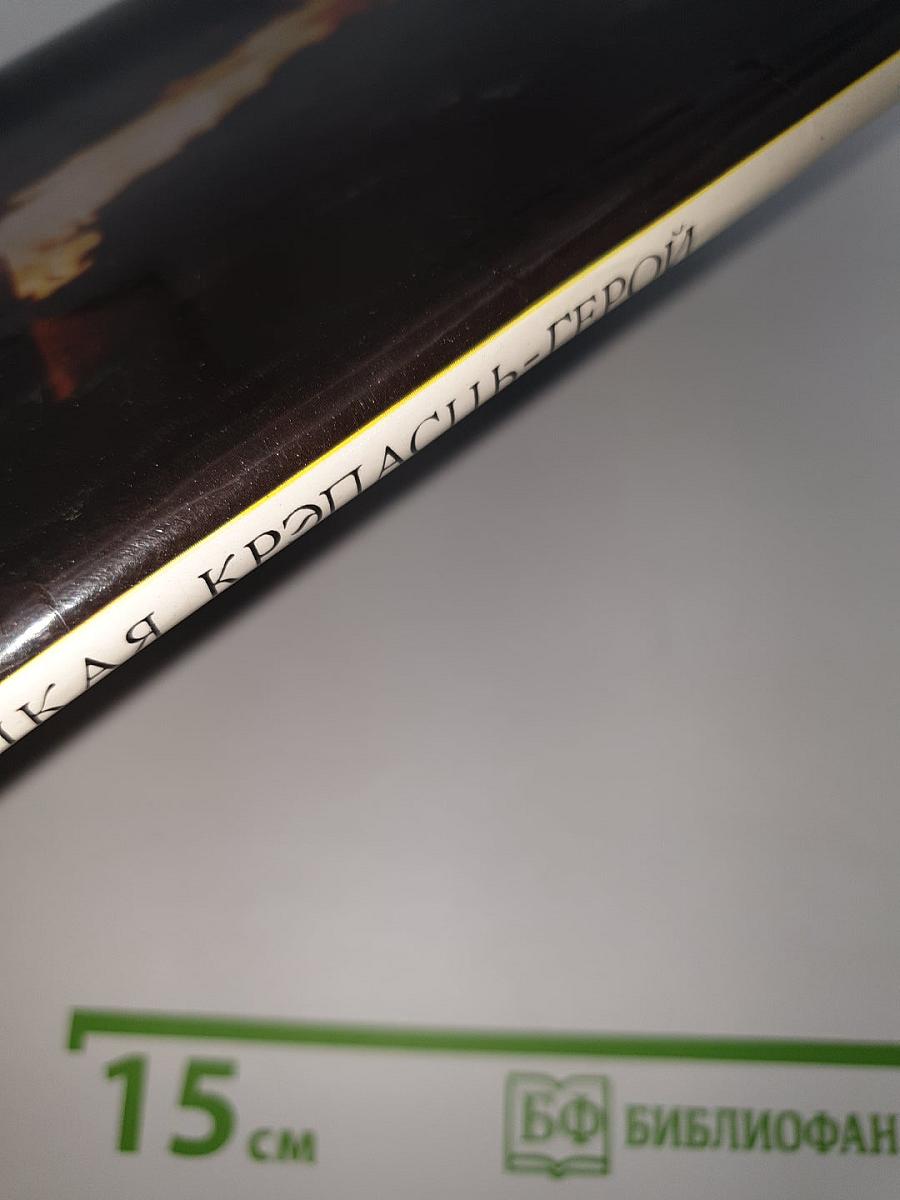 КАЯ КРЭПАСЦЬ-ГЕРОЙ
15 см
БФ БИБЛИОФАН